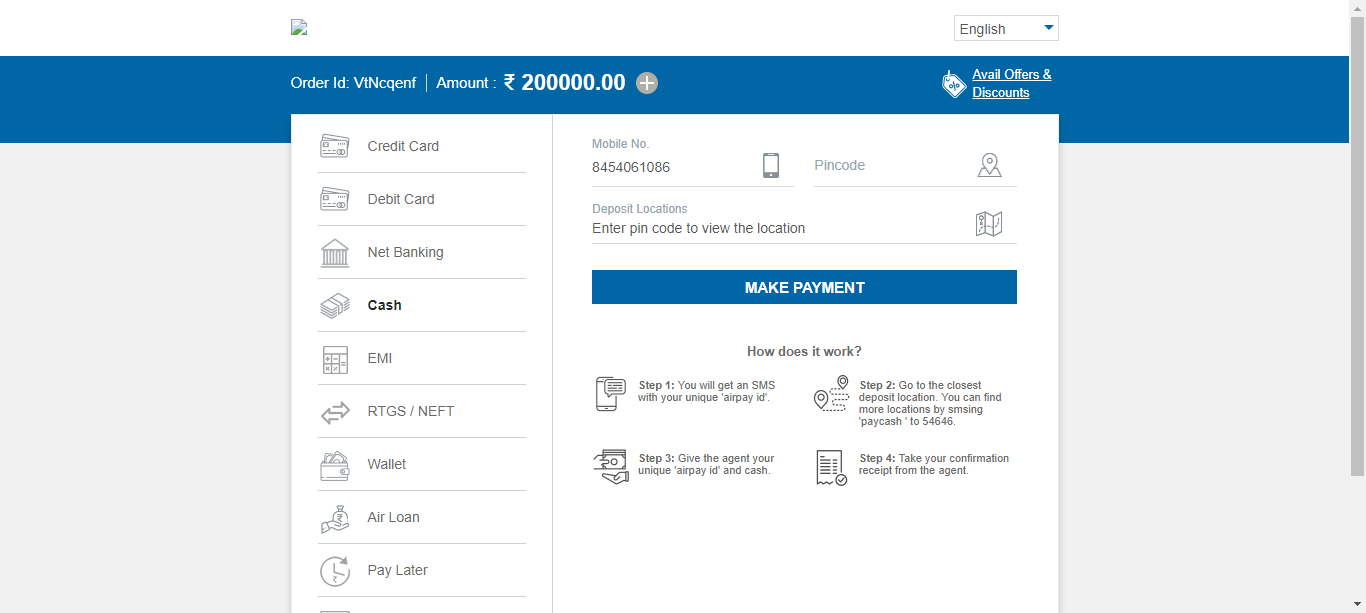 English
Order Id: VtNcqenf | Amount : ₹ 200000.00
Avail Offers &
Discounts
Credit Card
Debit Card
Net Banking
Cash
EMI
RTGS / NEFT
Wallet
Air Loan
Pay Later
Mobile No.
8454061086
Pincode
Deposit Locations
Enter pin code to view the location
MAKE PAYMENT
How does it work?
Step 1: You will get an SMS
with your unique 'airpay id'.
Step 2: Go to the closest
deposit location. You can find
more locations by smsing
'paycash ' to 54646.
Step 3: Give the agent your
unique 'airpay id' and cash.
Step 4: Take your confirmation
receipt from the agent.